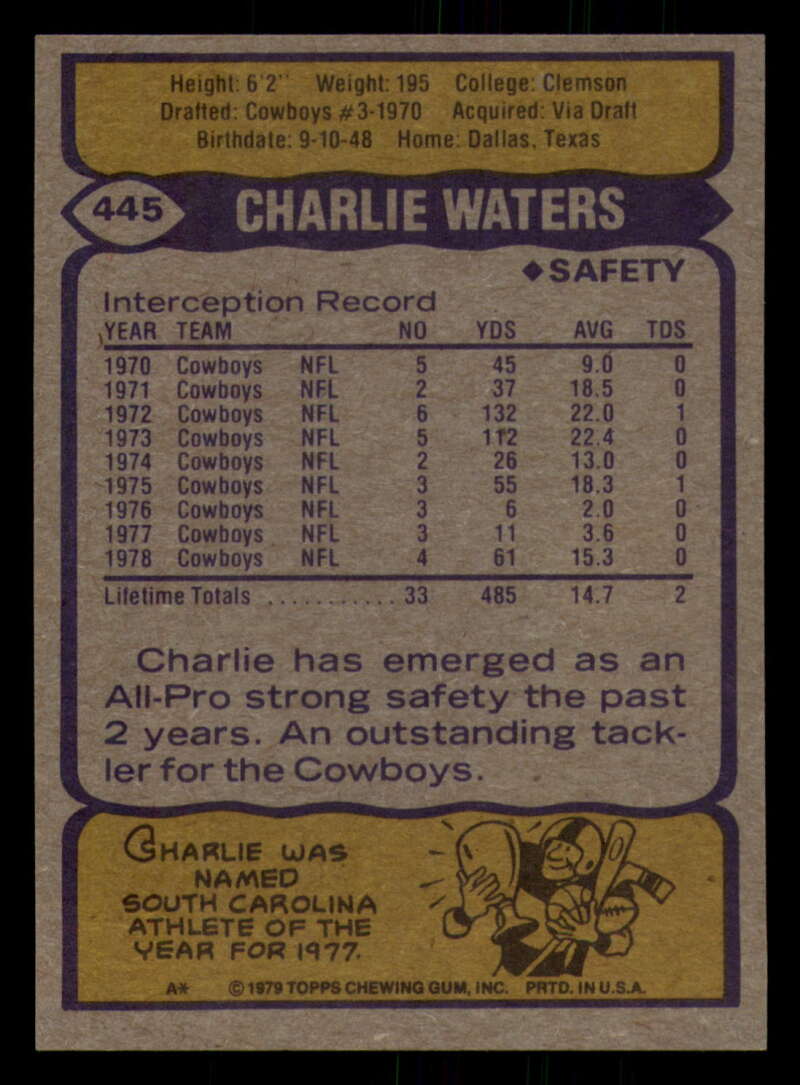 Height: 6'2" Weight: 195 College: Clemson
Drafted: Cowboys #3-1970 Acquired: Via Draft
Birthdate: 9-10-48 Home: Dallas, Texas
445 CHARLIE WATERS
◆SAFETY
Interception Record
YEAR TEAM NO YDS AVG TDS
1970 Cowboys NFL 5 45 9.0 0
1971 Cowboys NFL 2 37 18.5 0
1972 Cowboys NFL 6 132 22.0 1
1973 Cowboys NFL 5 112 22.4 0
1974 Cowboys NFL 2 26 13.0 0
1975 Cowboys NFL 3 55 18.3 1
1976 Cowboys NFL 3 6 2.0 0
1977 Cowboys NFL 3 11 3.6 0
1978 Cowboys NFL 4 61 15.3 0
Lifetime Totals ........... 33 485 14.7 2
Charlie has emerged as an
All-Pro strong safety the past
2 years. An outstanding tack-
ler for the Cowboys.
CHARLIE WAS
NAMED
SOUTH CAROLINA
ATHLETE OF THE
YEAR FOR 1977.
A* ©1979 TOPPS CHEWING GUM, INC. PRTD. IN U.S.A.